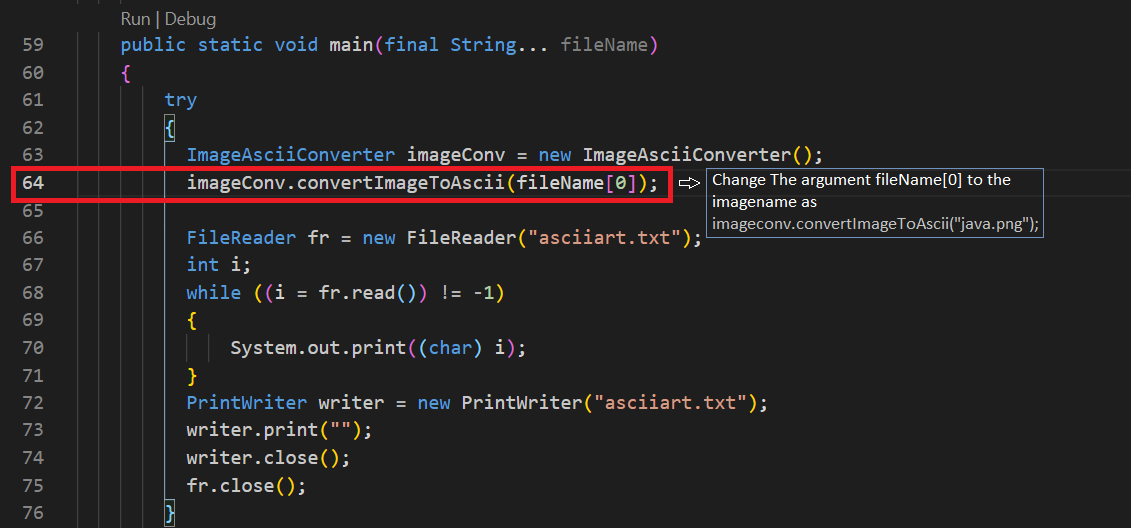 Run | Debug
59 public static void main(final String... fileName)
60 {
61 try
62 {
63 ImageAsciiConverter imageConv = new ImageAsciiConverter();
64 imageConv.convertImageToAscii(fileName[0]);
Change The argument fileName[0] to the
imagename as
imageconv.convertImageToAscii("java.png");
65
66 FileReader fr = new FileReader("asciiart.txt");
67 int i;
68 while ((i = fr.read()) != -1)
69 {
70 System.out.print((char) i);
71 }
72 PrintWriter writer = new PrintWriter("asciiart.txt");
73 writer.print("");
74 writer.close();
75 fr.close();
76 }